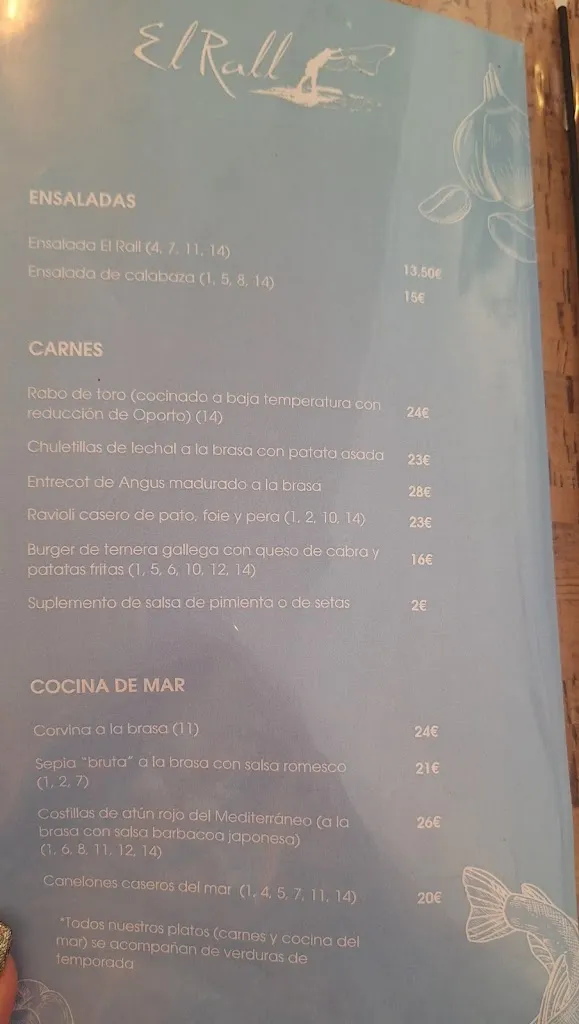 El Rall
ENSALADAS
Ensalada El Rall (4, 7, 11, 14) 13,50€
Ensalada de calabaza (1, 5, 8, 14) 15€
CARNES
Rabo de toro (cocinado a baja temperatura con
reducción de Oporto) (14) 24€
Chuletillas de lechal a la brasa con patata asada 23€
Entrecot de Angus madurado a la brasa 28€
Ravioli casero de pato, foie y pera (1, 2, 10, 14) 23€
Burger de ternera gallega con queso de cabra y
patatas fritas (1, 5, 6, 10, 12, 14) 16€
Suplemento de salsa de pimienta o de setas 2€
COCINA DE MAR
Corvina a la brasa (11) 24€
Sepia "bruta" a la brasa con salsa romesco 21€
(1, 2, 7)
Costillas de atún rojo del Mediterráneo (a la 26€
brasa con salsa barbacoa japonesa)
(1, 6, 8, 11, 12, 14)
Canelones caseros del mar (1, 4, 5, 7, 11, 14) 20€
*Todos nuestros platos (carnes y cocina del
mar) se acompañan de verduras de
temporada